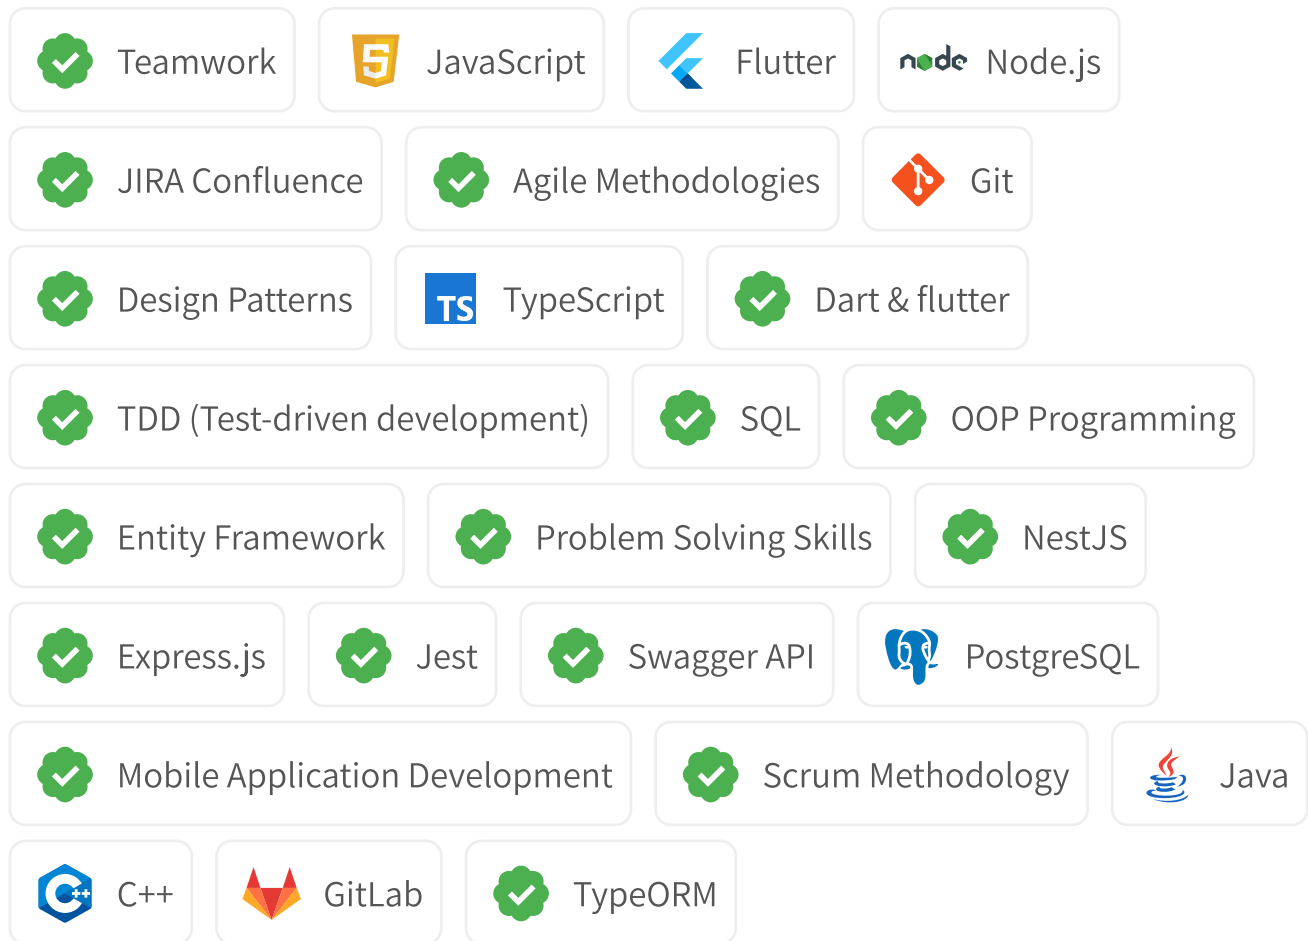 Teamwork JavaScript Flutter node Node.js
JIRA Confluence Agile Methodologies Git
Design Patterns TS TypeScript Dart & flutter
TDD (Test-driven development) SQL OOP Programming
Entity Framework Problem Solving Skills NestJS
Express.js Jest Swagger API PostgreSQL
Mobile Application Development Scrum Methodology Java
C++ C++ GitLab TypeORM